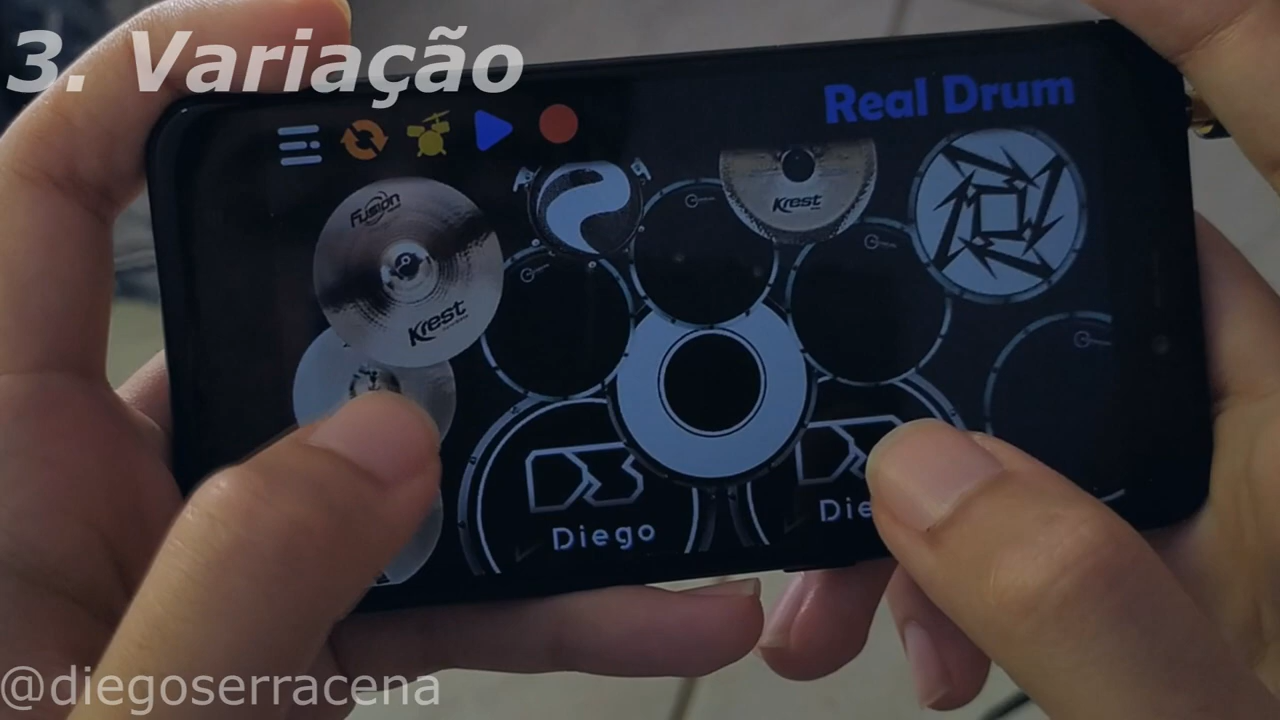 3. Variação
Real Drum
Fusion
Krest
Krest
Diego
Die
@diegoserracena